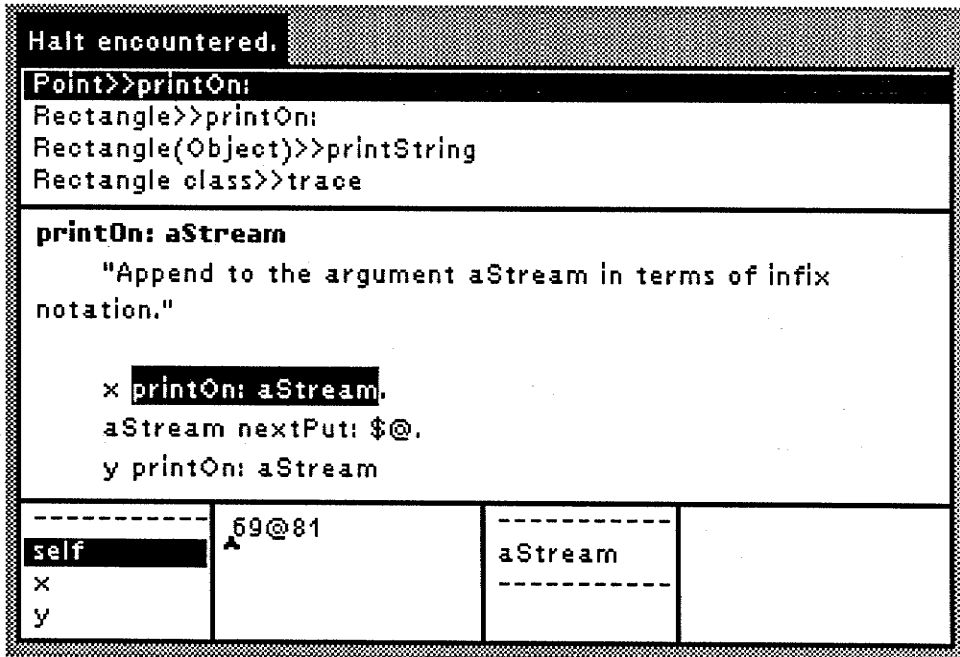 Halt encountered.
Point>>printOn:
Rectangle>>printOn:
Rectangle(Object)>>printString
Rectangle class>>trace
printOn: aStream
"Append to the argument aStream in terms of infix
notation."
x printOn: aStream.
aStream nextPut: $@.
y printOn: aStream
-----------
self
x
y
69@81
-----------
aStream
-----------